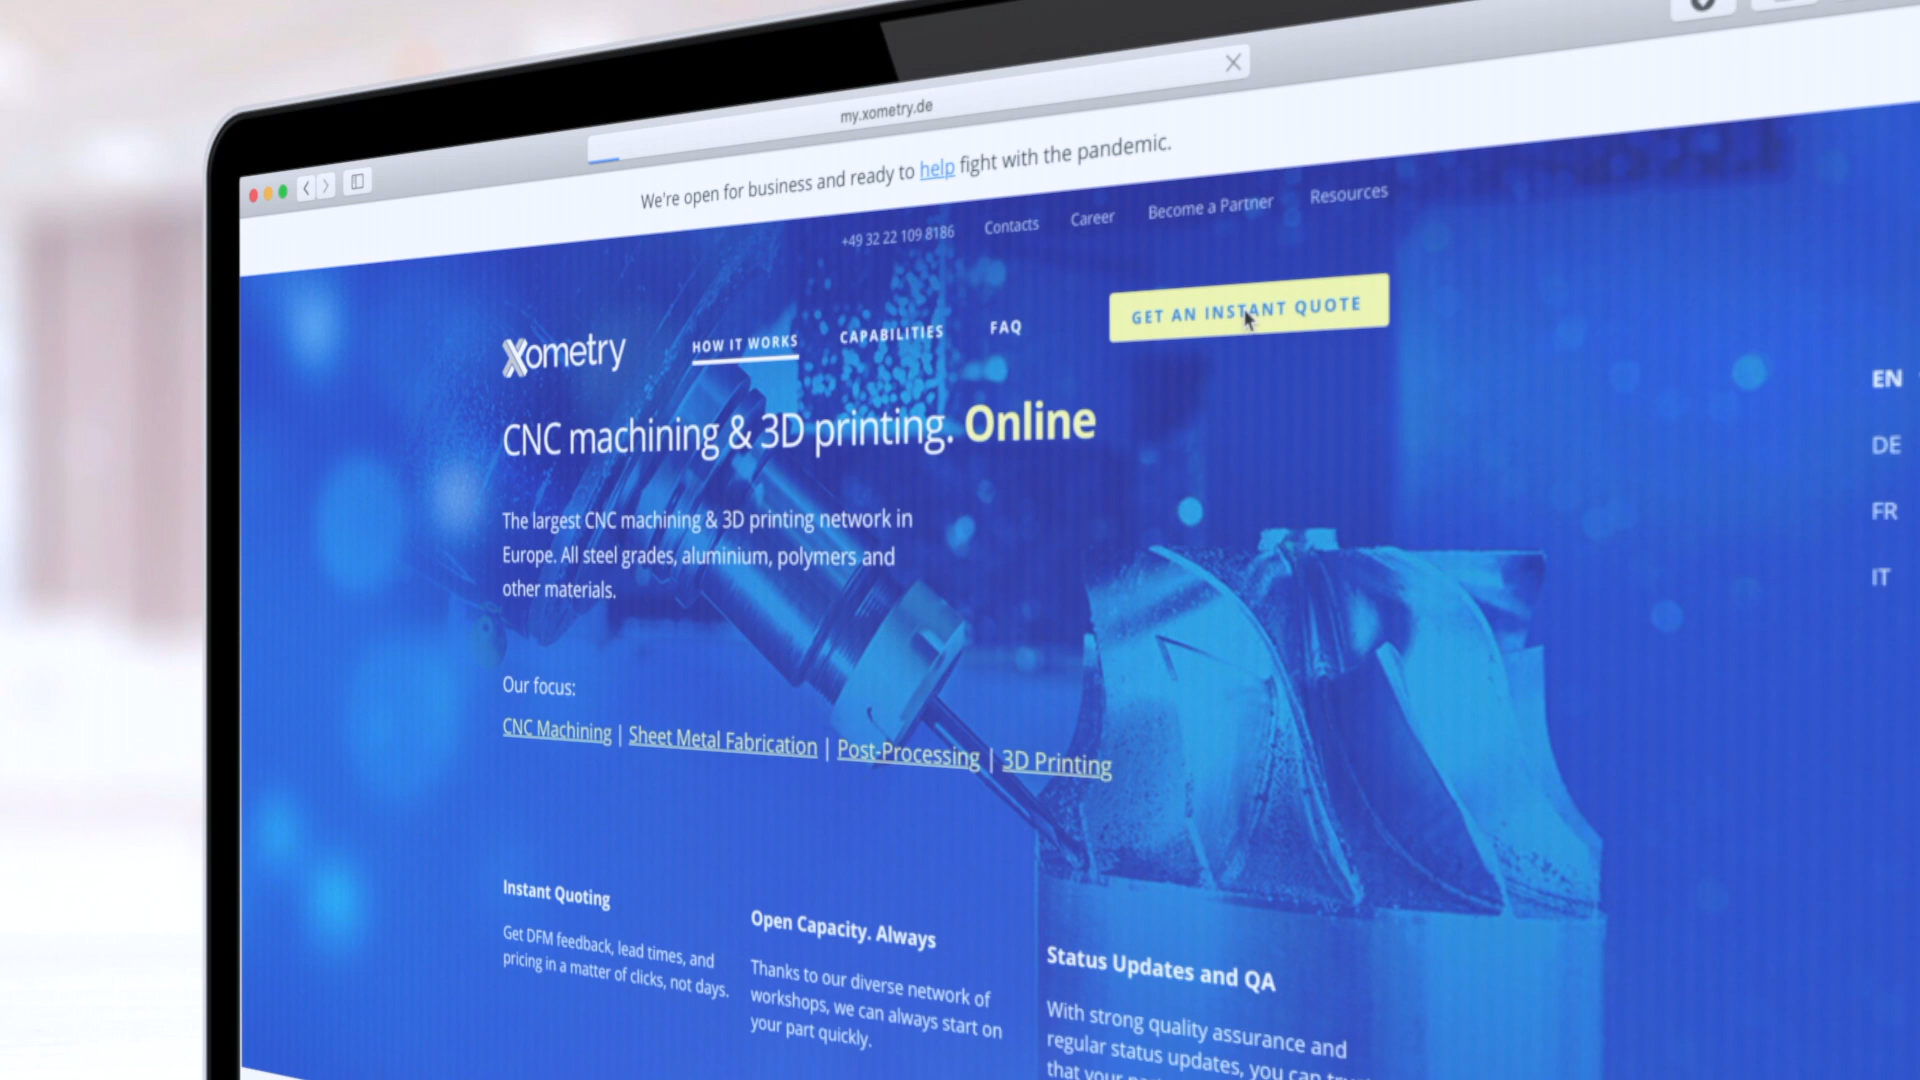 my.xometry.de
We're open for business and ready to help fight with the pandemic.
+49 32 22 109 8186 Contacts Career Become a Partner Resources
Xometry HOW IT WORKS CAPABILITIES FAQ GET AN INSTANT QUOTE
CNC machining & 3D printing. Online
The largest CNC machining & 3D printing network in
Europe. All steel grades, aluminium, polymers and
other materials.
Our focus:
CNC Machining | Sheet Metal Fabrication | Post-Processing | 3D Printing
EN
DE
FR
IT
Instant Quoting
Get DFM feedback, lead times, and
pricing in a matter of clicks, not days.
Open Capacity. Always
Thanks to our diverse network of
workshops, we can always start on
your part quickly.
Status Updates and QA
With strong quality assurance and
regular status updates, you can
that your